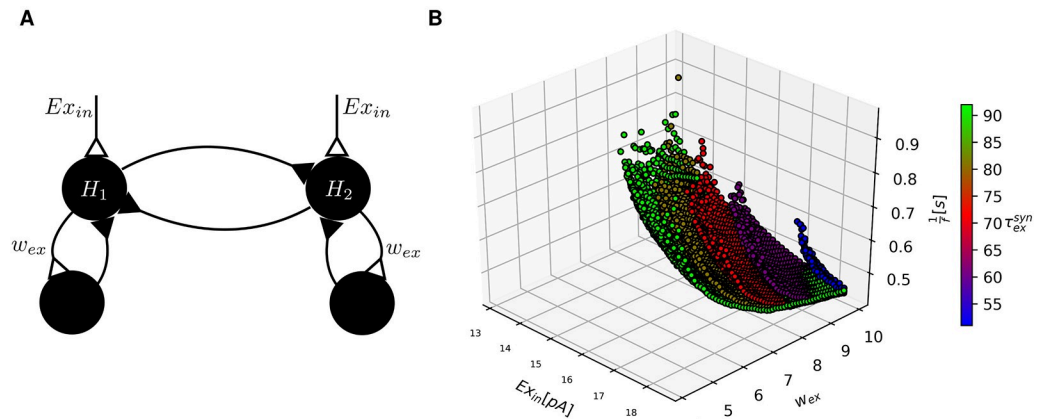 A
B
Ex_in
Ex_in
H_1
H_2
w_ex
w_ex
13
14
15
16
17
18
Ex_in[pA]
5
6
7
8
9
10
w_ex
0.9
0.8
0.7
0.6
0.5
1/f [s]
90
85
80
75
70
65
60
55
τ_ex^syn